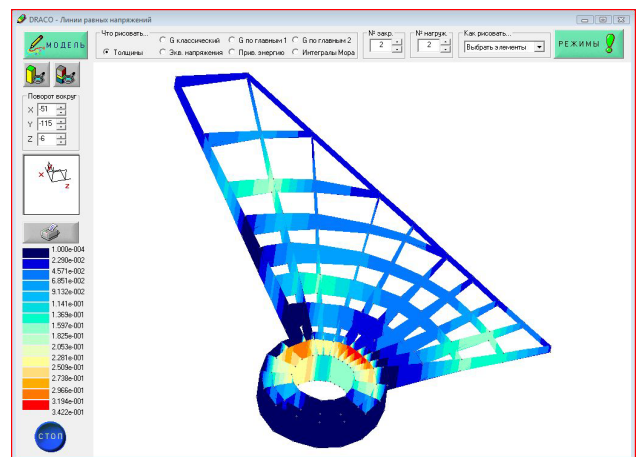 DRACO - Линии равных напряжений
МОДЕЛЬ
Что рисовать...
G классический
G по главным 1
G по главным 2
Толщины
Экв. напряжения
Прив. энергию
Интегралы Мора
№ закр.
2
№ нагруж.
2
Как рисовать...
Выбрать элементы
РЕЖИМЫ
Поворот вокруг
X -51
Y -115
Z -6
X
Z
1.000e-004
2.290e-002
4.571e-002
6.851e-002
9.132e-002
1.141e-001
1.369e-001
1.597e-001
1.825e-001
2.053e-001
2.281e-001
2.509e-001
2.738e-001
2.966e-001
3.194e-001
3.422e-001
СТОП